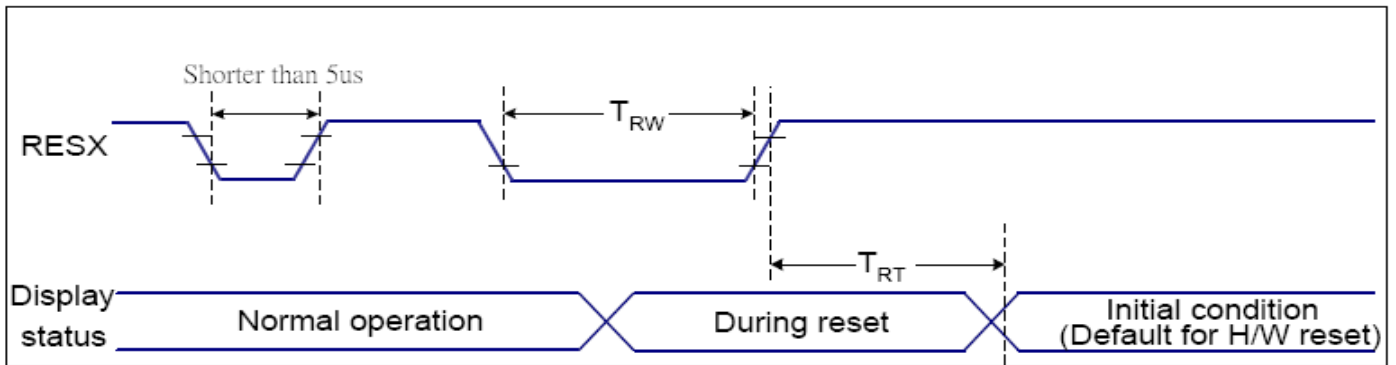 Shorter than 5us
TRW
RESX
TRT
Display
status
Normal operation
During reset
Initial condition
(Default for H/W reset)